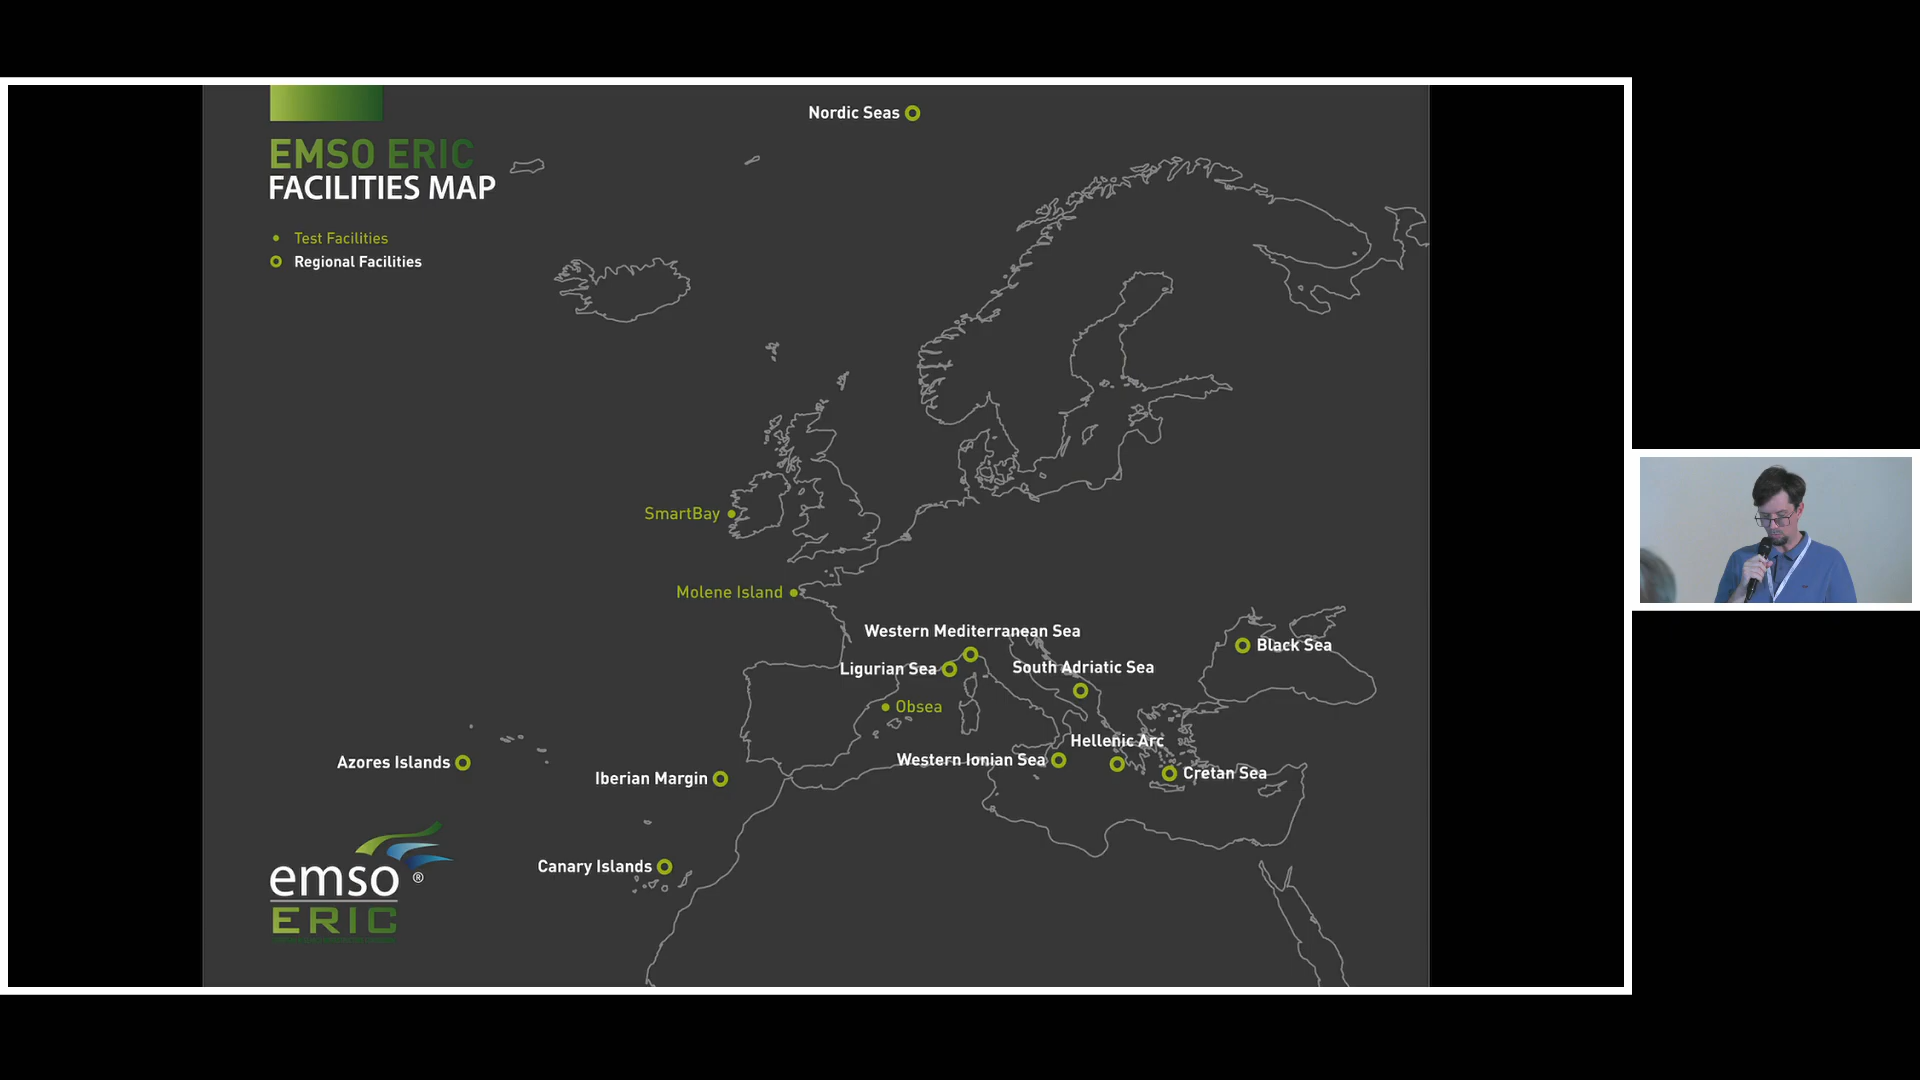 EMSO ERIC
FACILITIES MAP
Test Facilities
Regional Facilities
Nordic Seas
SmartBay
Molene Island
Western Mediterranean Sea
Ligurian Sea
South Adriatic Sea
Black Sea
Obsea
Hellenic Arc
Western Ionian Sea
Cretan Sea
Azores Islands
Iberian Margin
Canary Islands
emso ®
ERIC